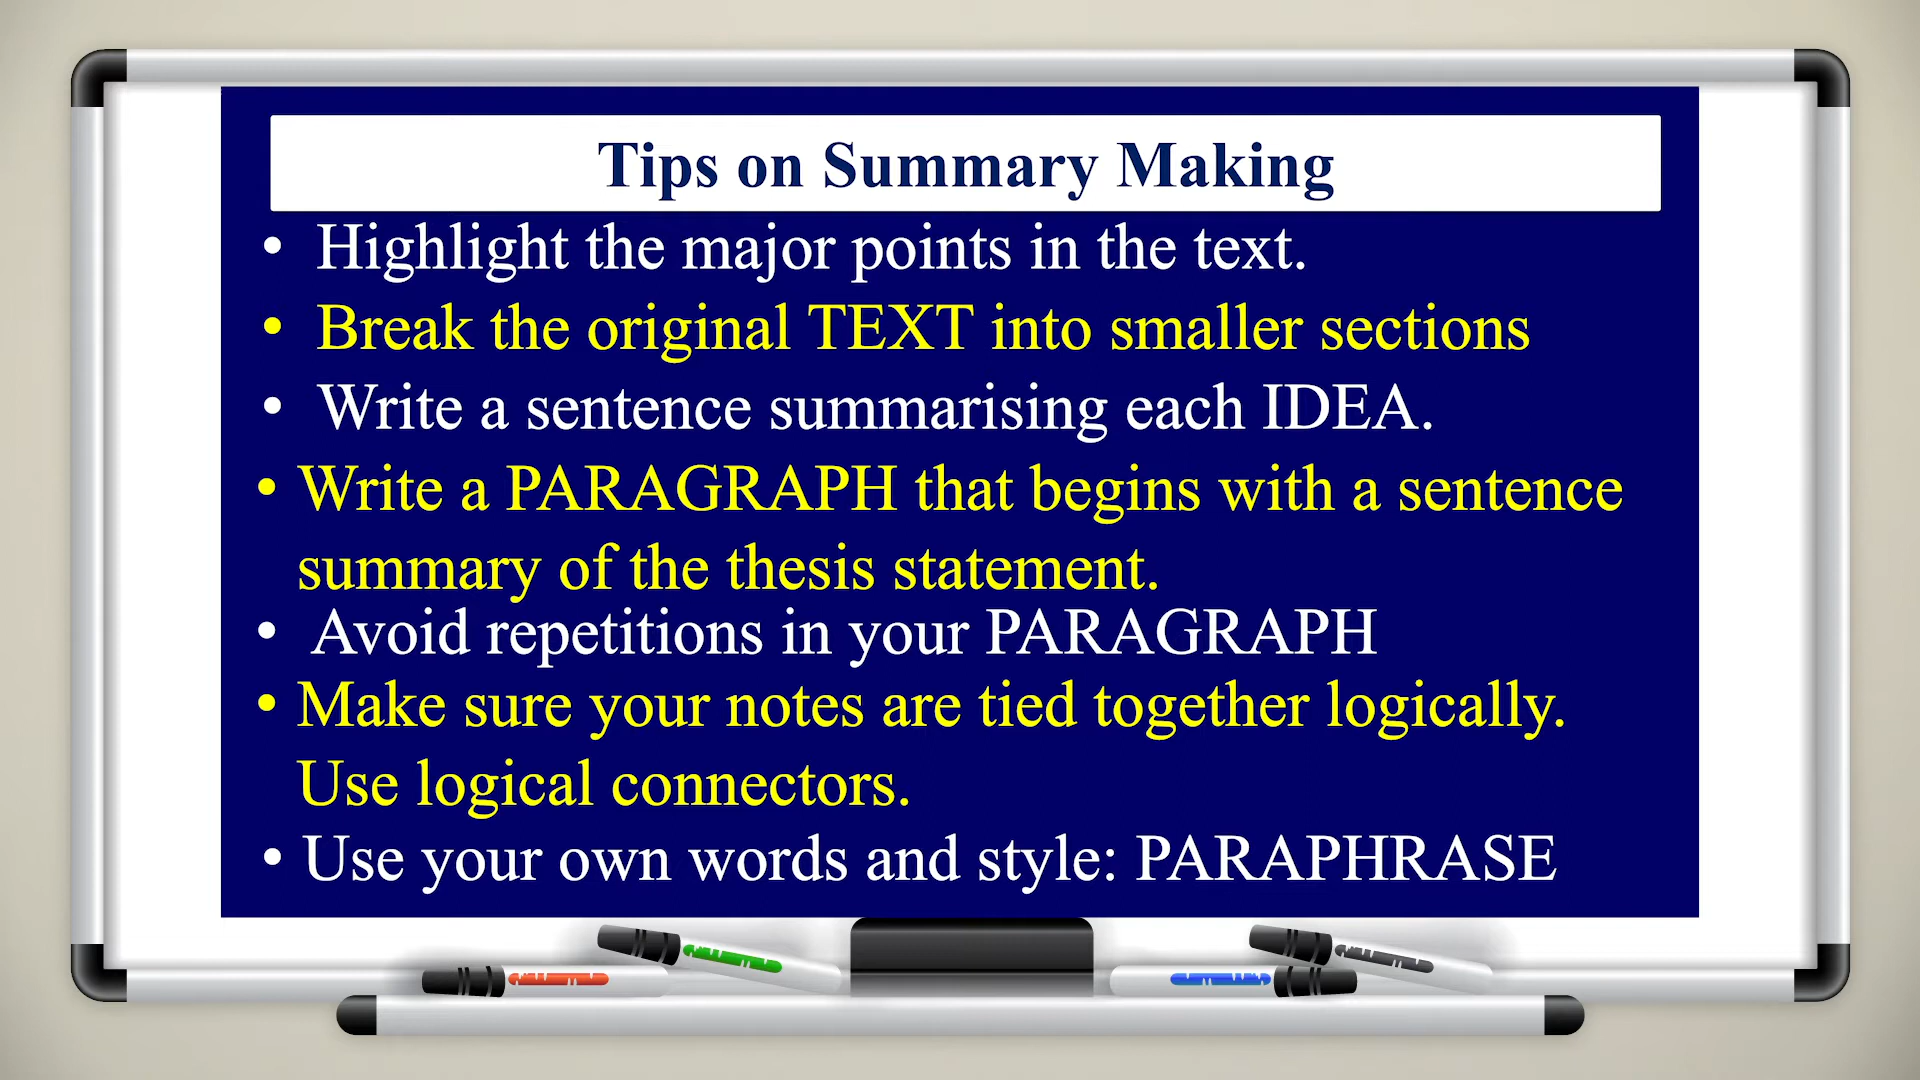 Tips on Summary Making
• Highlight the major points in the text.
• Break the original TEXT into smaller sections
• Write a sentence summarising each IDEA.
• Write a PARAGRAPH that begins with a sentence
summary of the thesis statement.
• Avoid repetitions in your PARAGRAPH
• Make sure your notes are tied together logically.
Use logical connectors.
• Use your own words and style: PARAPHRASE